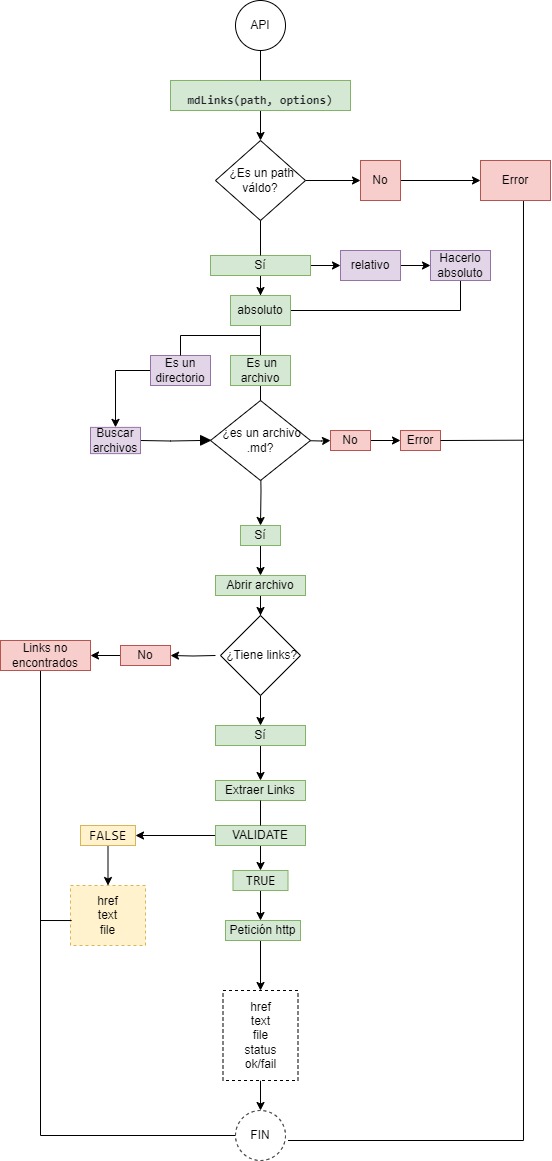 API
mdLinks(path, options)
¿Es un path
váldo?
No
Error
Sí
relativo
Hacerlo
absoluto
absoluto
Es un
directorio
Es un
archivo
Buscar
archivos
¿es un archivo
.md?
No
Error
Sí
Abrir archivo
¿Tiene links?
No
Links no
encontrados
Sí
Extraer Links
VALIDATE
FALSE
href
text
file
TRUE
Petición http
href
text
file
status
ok/fail
FIN